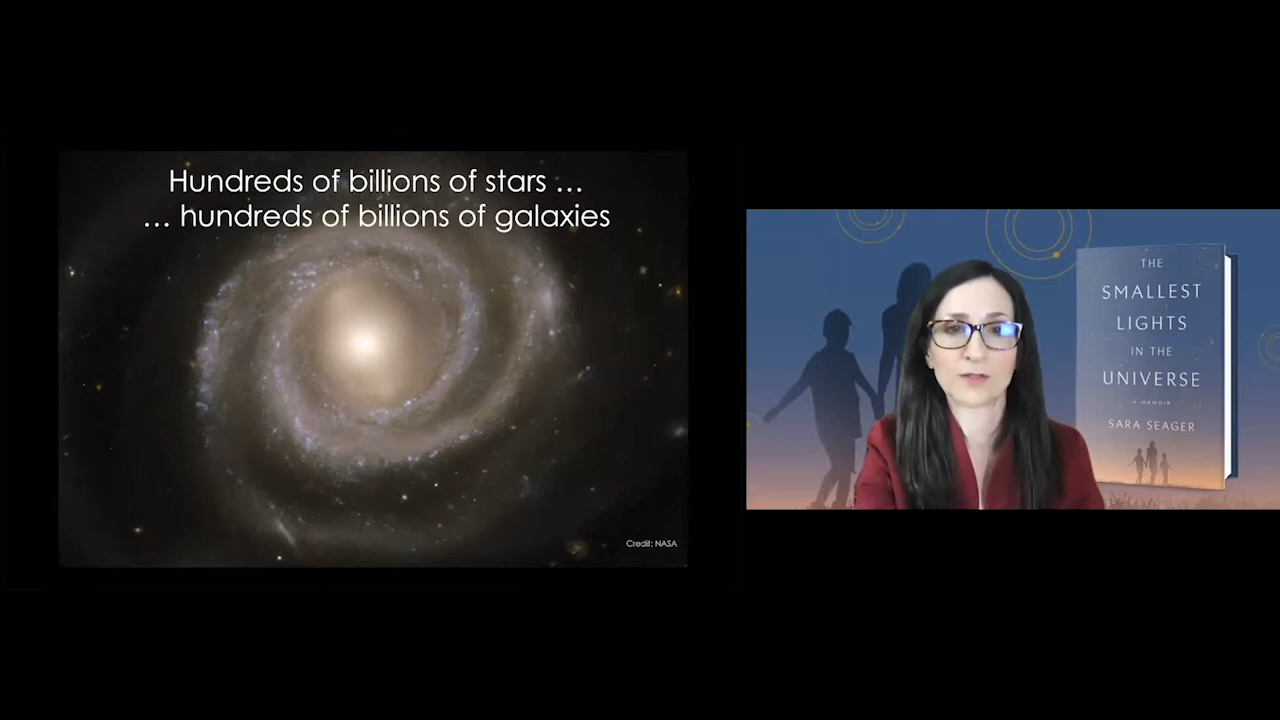 Hundreds of billions of stars ...
... hundreds of billions of galaxies
Credit: NASA
THE
SMALLEST
LIGHTS
IN THE
UNIVERSE
A MEMOIR
SARA SEAGER